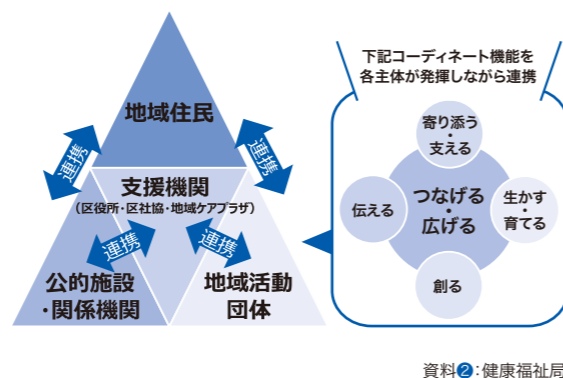 地域住民
連携
連携
支援機関
（区役所・区社協・地域ケアプラザ）
連携
連携
公的施設
・関係機関
地域活動
団体
下記コーディネート機能を
各主体が発揮しながら連携
寄り添う
・
支える
伝える
つなげる
・
広げる
生かす
・
育てる
創る
資料❷：健康福祉局